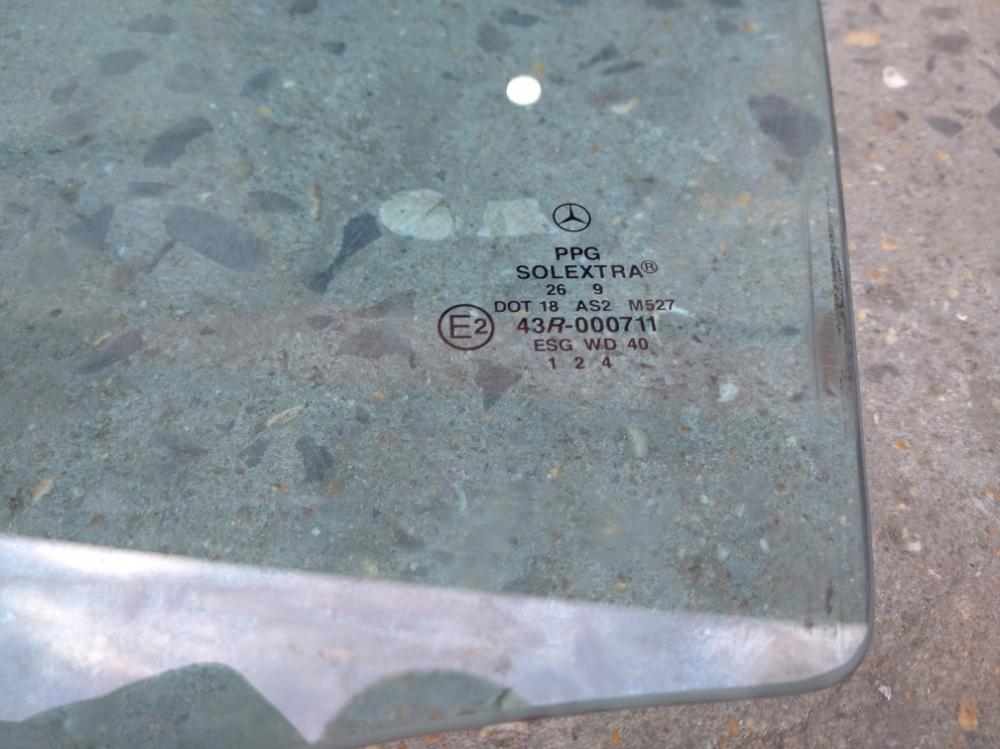 PPG
SOLEXTRA®
26 9
DOT 18 AS2 M527
E2 43R-000711
ESG WD 40
1 2 4